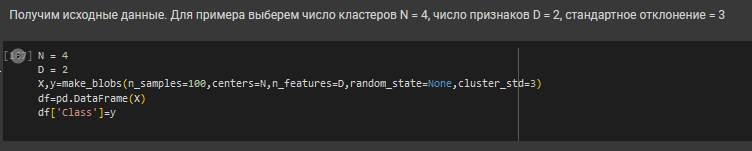 Получим исходные данные. Для примера выберем число кластеров N = 4, число признаков D = 2, стандартное отклонение = 3
N = 4
D = 2
X,y=make_blobs(n_samples=100,centers=N,n_features=D,random_state=None,cluster_std=3)
df=pd.DataFrame(X)
df['Class']=y